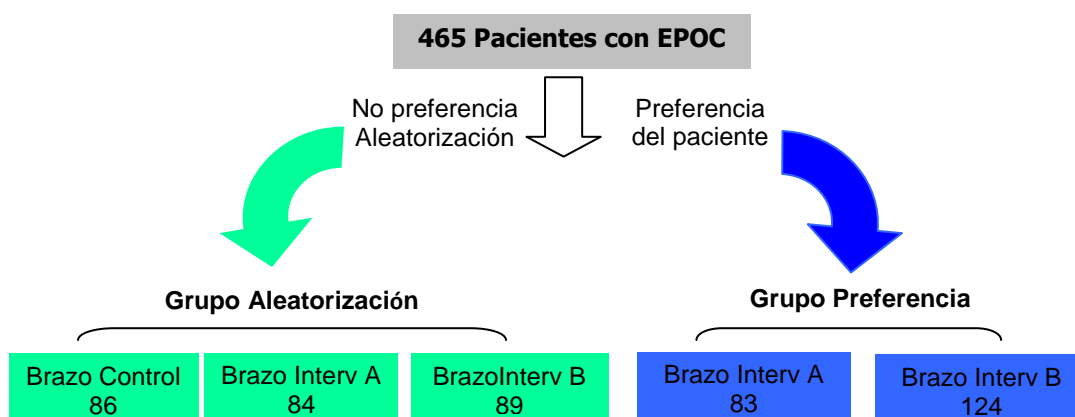 465 Pacientes con EPOC
No preferencia
Aleatorización
Preferencia
del paciente
Grupo Aleatorización
Grupo Preferencia
Brazo Control
86
Brazo Interv A
84
BrazoInterv B
89
Brazo Interv A
83
Brazo Interv B
124